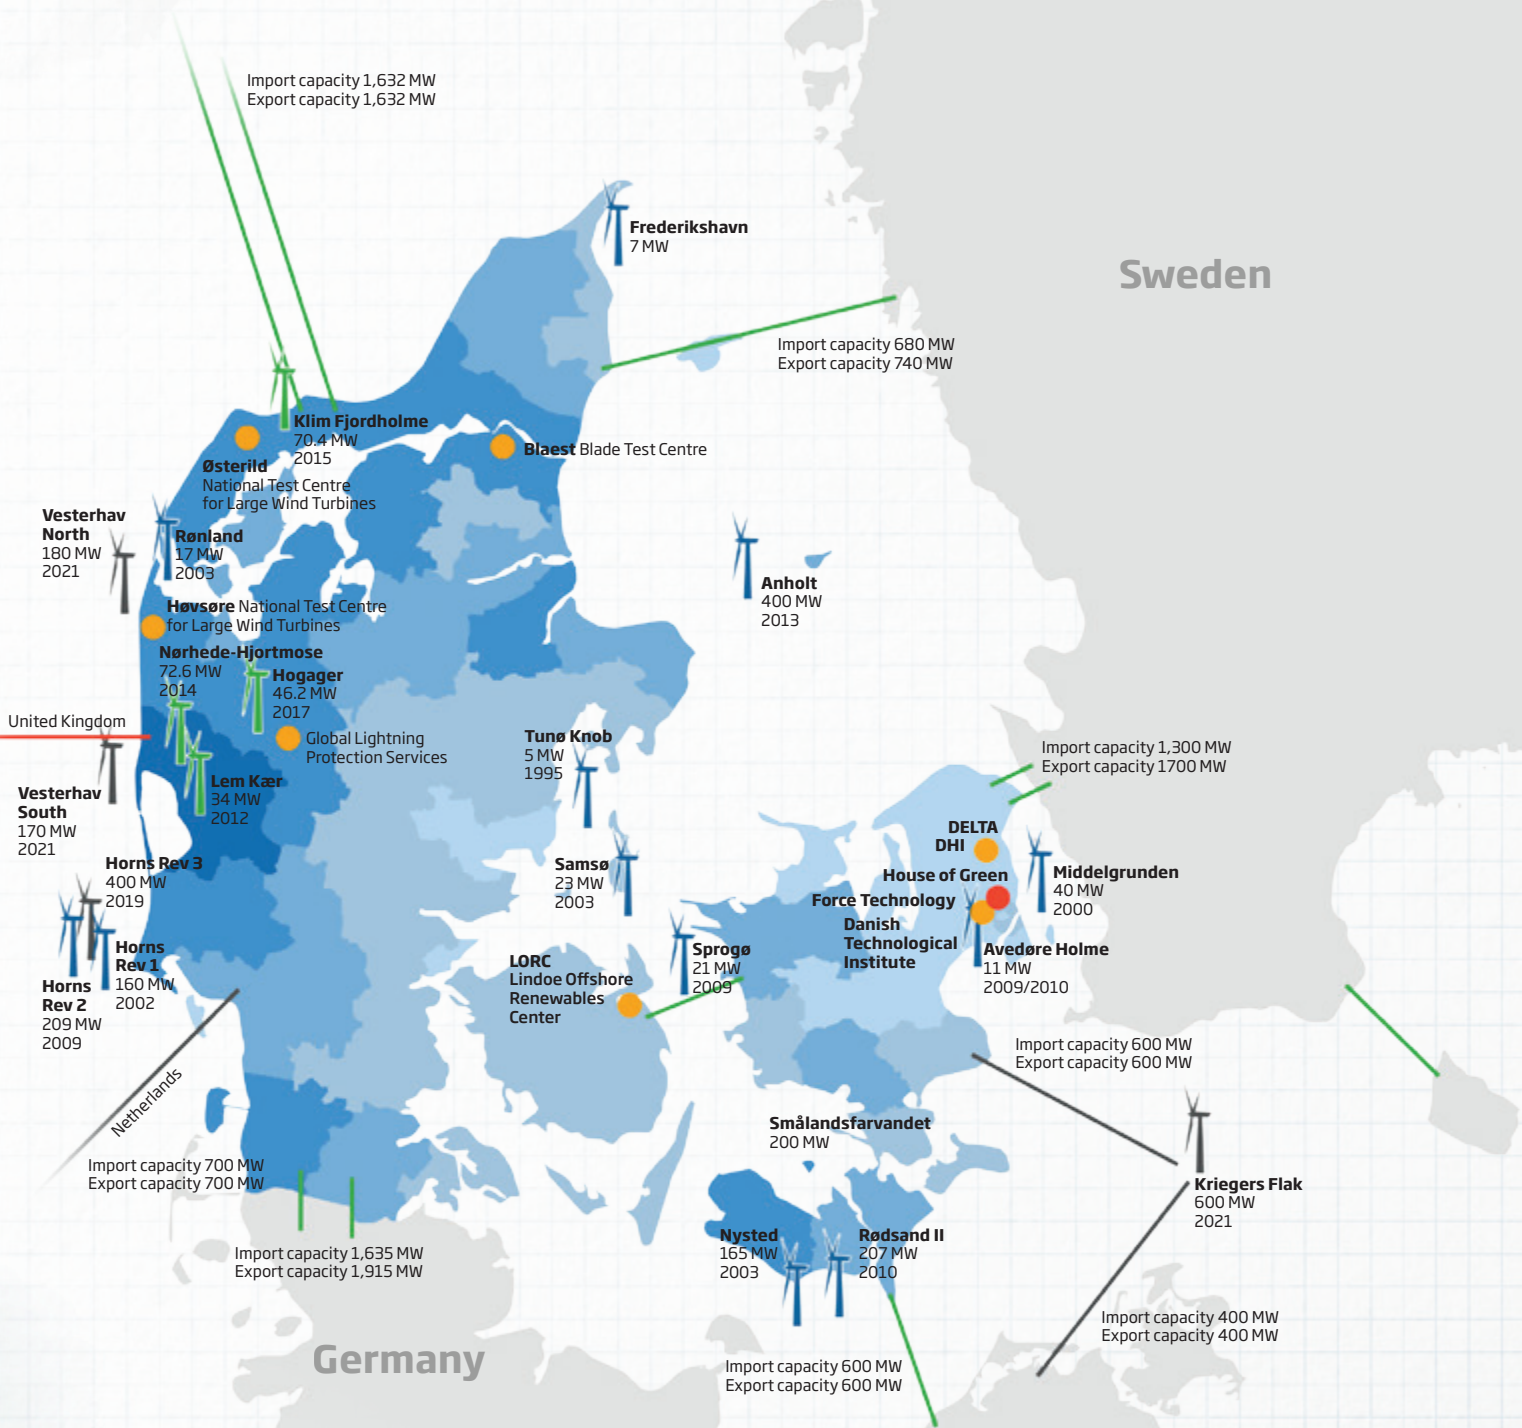 Import capacity 1,632 MW
Export capacity 1,632 MW
Frederikshavn
7 MW
Sweden
Import capacity 680 MW
Export capacity 740 MW
Klim Fjordholme
70.4 MW
2015
Blaest Blade Test Centre
Østerild
National Test Centre
for Large Wind Turbines
Vesterhav
North
180 MW
2021
Rønland
17 MW
2003
Anholt
400 MW
2013
Høvsøre National Test Centre
for Large Wind Turbines
Nørhede-Hjortmose
72.6 MW
2014
Hogager
46.2 MW
2017
United Kingdom
Global Lightning
Protection Services
Tunø Knob
5 MW
1995
Import capacity 1,300 MW
Export capacity 1700 MW
Vesterhav
South
170 MW
2021
Lem Kær
34 MW
2012
DELTA
DHI
House of Green
Force Technology
Danish
Technological
Institute
Middelgrunden
40 MW
2000
Horns Rev 3
400 MW
2019
Samsø
23 MW
2003
Horns
Rev 1
160 MW
2002
Horns
Rev 2
209 MW
2009
LORC
Lindoe Offshore
Renewables
Center
Sprogø
21 MW
2009
Avedøre Holme
11 MW
2009/2010
Netherlands
Import capacity 600 MW
Export capacity 600 MW
Smålandsfarvandet
200 MW
Import capacity 700 MW
Export capacity 700 MW
Kriegers Flak
600 MW
2021
Import capacity 1,635 MW
Export capacity 1,915 MW
Nysted
165 MW
2003
Rødsand II
207 MW
2010
Import capacity 400 MW
Export capacity 400 MW
Germany
Import capacity 600 MW
Export capacity 600 MW